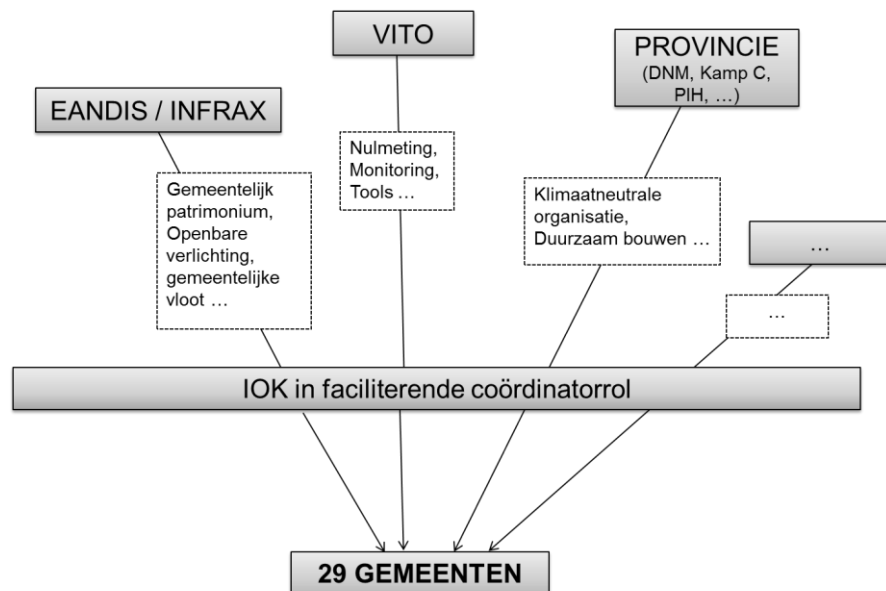 VITO
PROVINCIE
(DNM, Kamp C,
PIH, …)
EANDIS / INFRAX
Nulmeting,
Monitoring,
Tools …
Gemeentelijk
patrimonium,
Openbare
verlichting,
gemeentelijke
vloot …
Klimaatneutrale
organisatie,
Duurzaam bouwen …
…
…
IOK in faciliterende coördinatorrol
29 GEMEENTEN